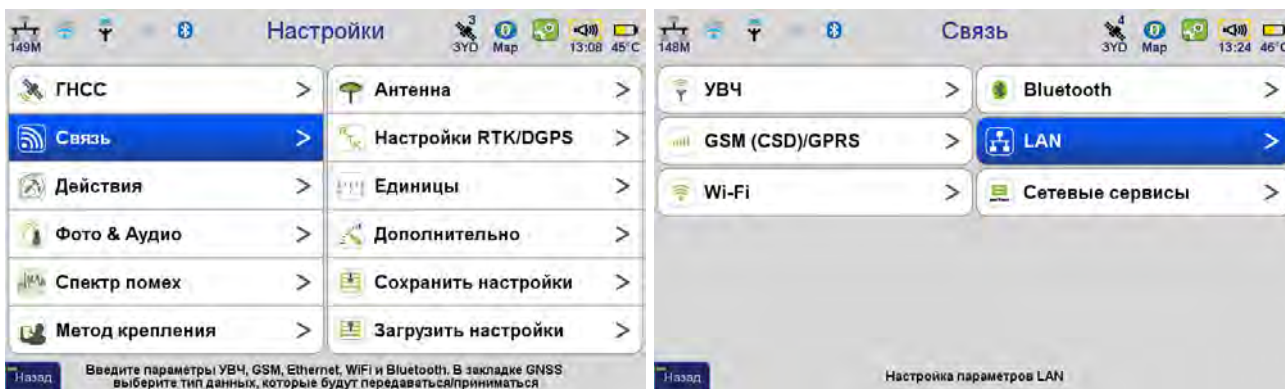 149M
Настройки
3
3YD
Map
13:08
45°C
ГНСС >
Антенна >
Связь >
Настройки RTK/DGPS >
Действия >
Единицы >
Фото & Аудио >
Дополнительно >
Спектр помех >
Сохранить настройки >
Метод крепления >
Загрузить настройки >
Назад
Введите параметры УВЧ, GSM, Ethernet, WiFi и Bluetooth. В закладке GNSS
выберите тип данных, которые будут передаваться/приниматься
148M
Связь
4
3YD
Map
13:24
46°C
УВЧ >
Bluetooth >
GSM (CSD)/GPRS >
LAN >
Wi-Fi >
Сетевые сервисы >
Назад
Настройка параметров LAN